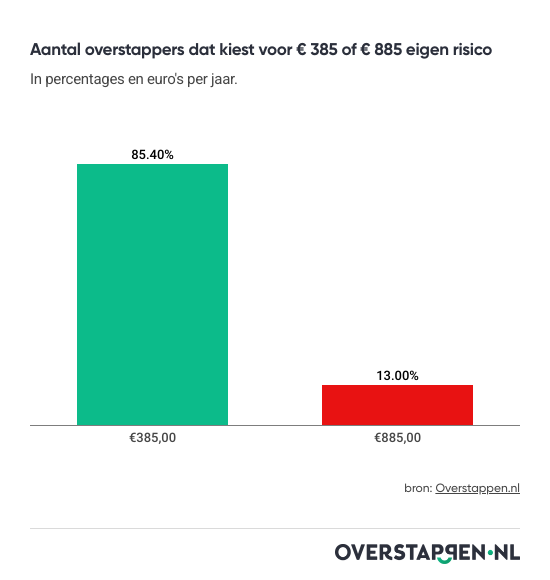 Aantal overstappers dat kiest voor € 385 of € 885 eigen risico
In percentages en euro's per jaar.
85.40%
13.00%
€385,00
€885,00
bron: Overstappen.nl
OVERSTAPPEN·NL